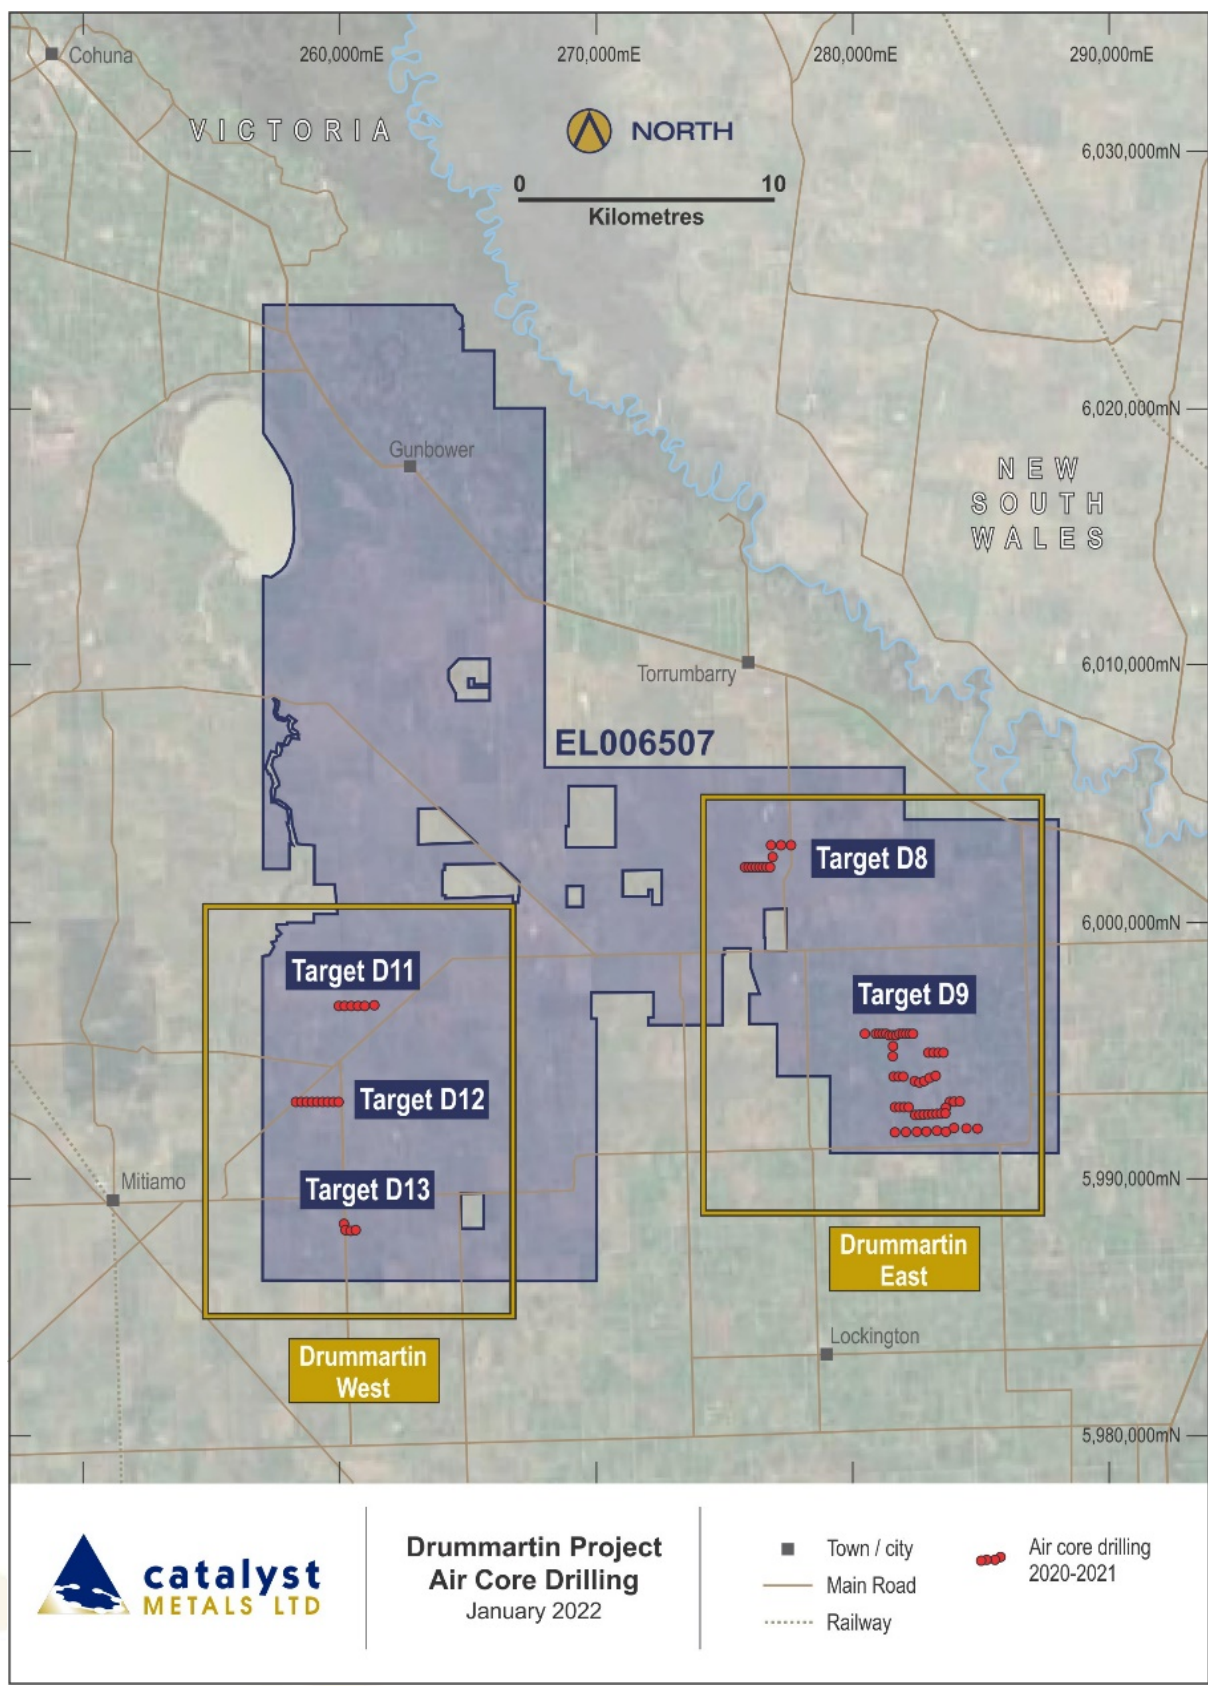 Cohuna
260,000mE
270,000mE
280,000mE
290,000mE
VICTORIA
NORTH
6,030,000mN
0 10
Kilometres
6,020,000mN
Gunbower
NEW
SOUTH
WALES
6,010,000mN
Torrumbarry
EL006507
Target D8
6,000,000mN
Target D11
Target D9
Target D12
Mitiamo
Target D13
5,990,000mN
Drummartin
East
Lockington
Drummartin
West
5,980,000mN
catalyst
METALS LTD
Drummartin Project
Air Core Drilling
January 2022
Town / city
Main Road
Railway
Air core drilling
2020-2021